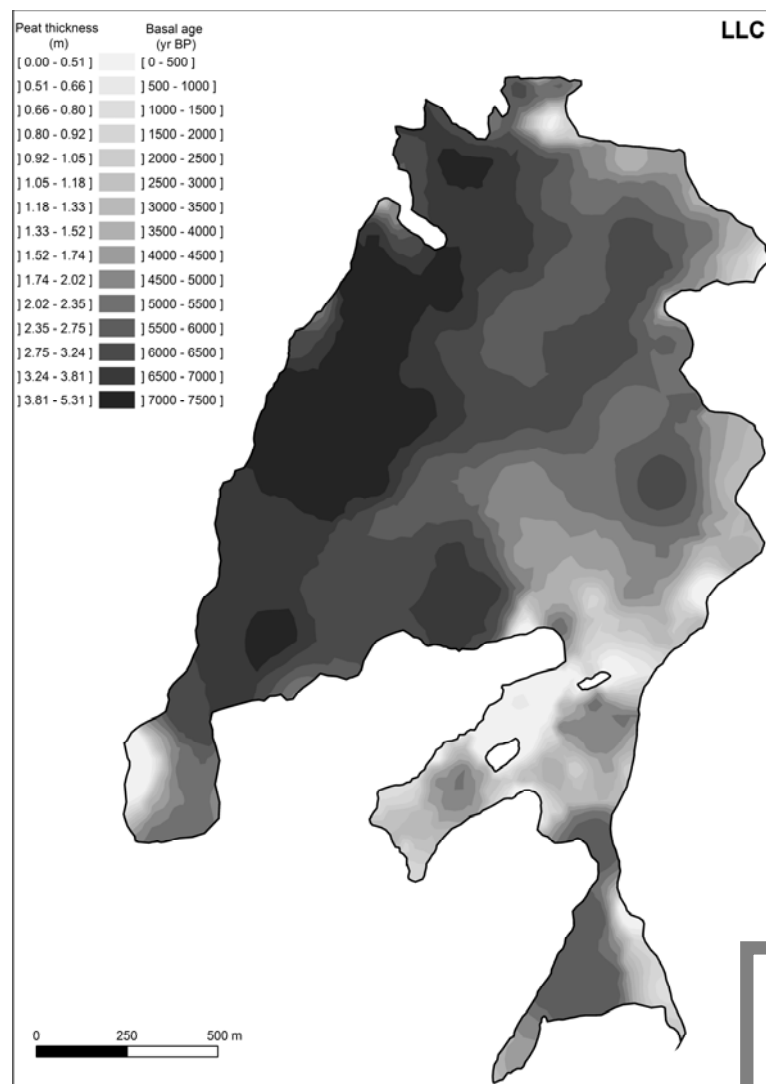 LLC
Peat thickness (m) Basal age (yr BP)
[ 0.00 - 0.51 ] [ 0 - 500 ]
] 0.51 - 0.66 ] ] 500 - 1000 ]
] 0.66 - 0.80 ] ] 1000 - 1500 ]
] 0.80 - 0.92 ] ] 1500 - 2000 ]
] 0.92 - 1.05 ] ] 2000 - 2500 ]
] 1.05 - 1.18 ] ] 2500 - 3000 ]
] 1.18 - 1.33 ] ] 3000 - 3500 ]
] 1.33 - 1.52 ] ] 3500 - 4000 ]
] 1.52 - 1.74 ] ] 4000 - 4500 ]
] 1.74 - 2.02 ] ] 4500 - 5000 ]
] 2.02 - 2.35 ] ] 5000 - 5500 ]
] 2.35 - 2.75 ] ] 5500 - 6000 ]
] 2.75 - 3.24 ] ] 6000 - 6500 ]
] 3.24 - 3.81 ] ] 6500 - 7000 ]
] 3.81 - 5.31 ] ] 7000 - 7500 ]
0 250 500 m